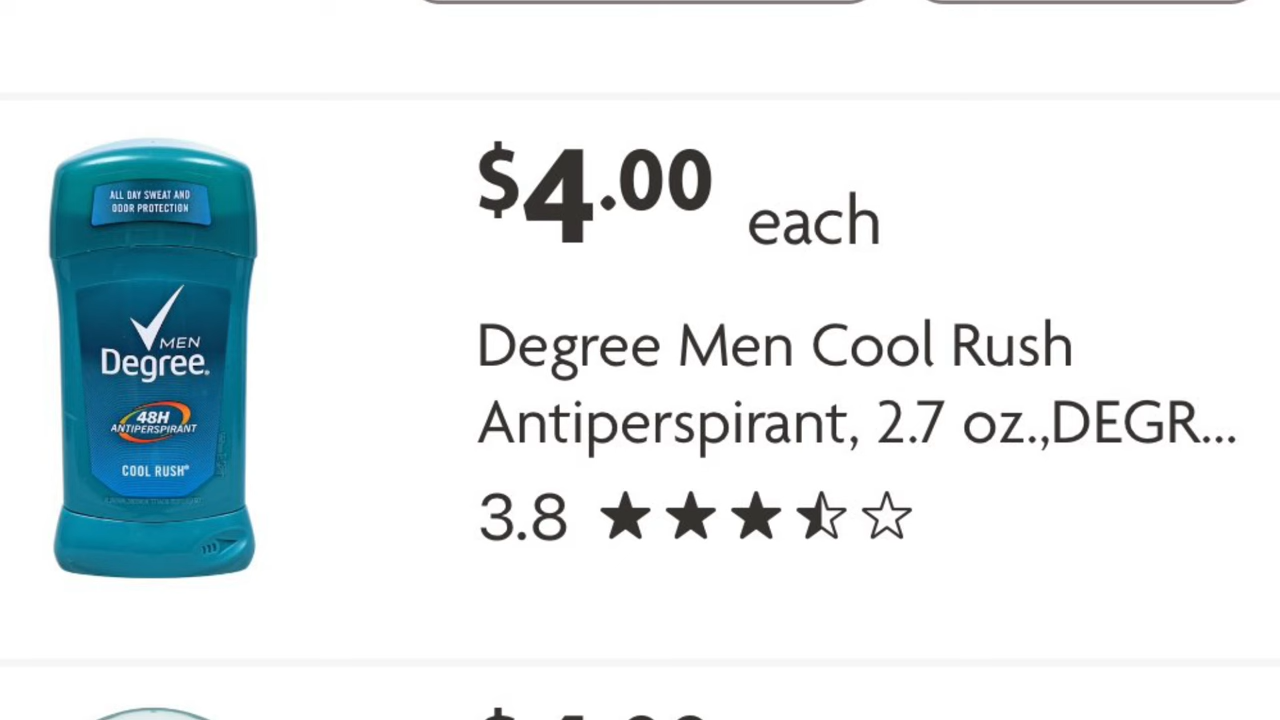 ALL DAY SWEAT AND
ODOR PROTECTION
MEN
Degree®
48H
ANTIPERSPIRANT
COOL RUSH®
$4.00 each
Degree Men Cool Rush
Antiperspirant, 2.7 oz.,DEGR...
3.8